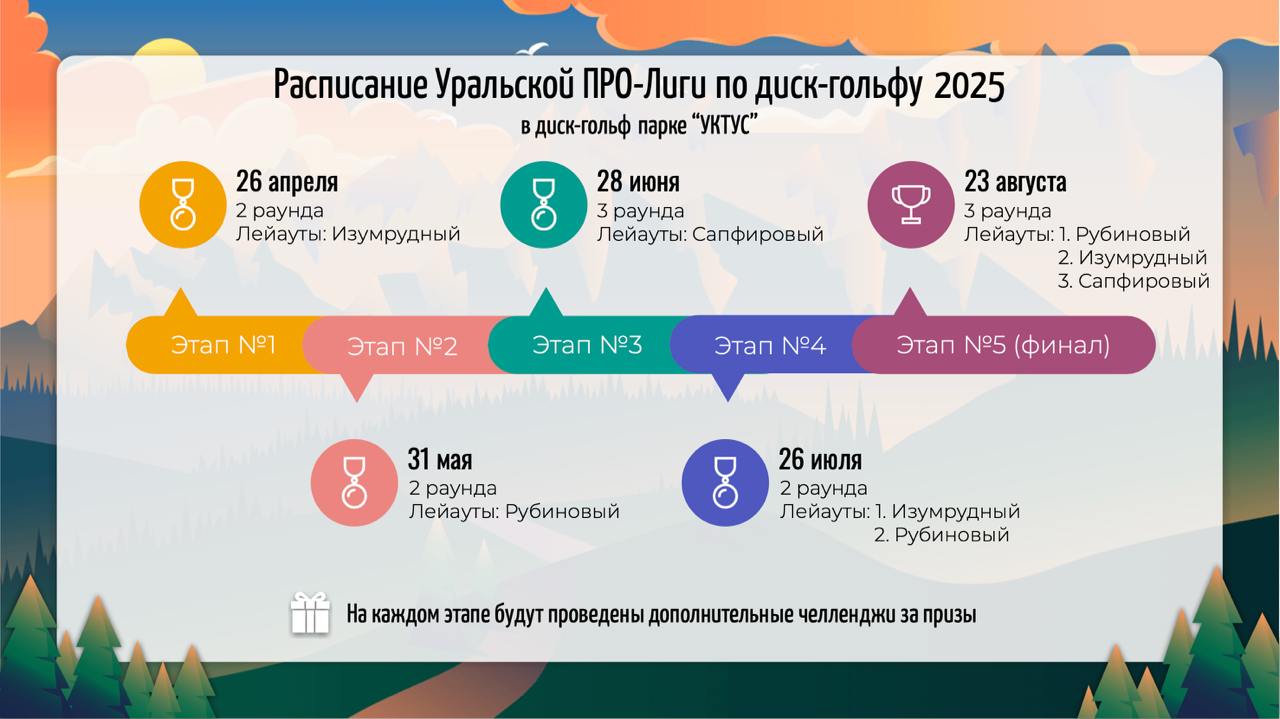 Расписание Уральской ПРО-Лиги по диск-гольфу 2025
в диск-гольф парке “УКТУС”
26 апреля
2 раунда
Лейауты: Изумрудный
28 июня
3 раунда
Лейауты: Сапфировый
23 августа
3 раунда
Лейауты: 1. Рубиновый
2. Изумрудный
3. Сапфировый
Этап №1
Этап №2
Этап №3
Этап №4
Этап №5 (финал)
31 мая
2 раунда
Лейауты: Рубиновый
26 июля
2 раунда
Лейауты: 1. Изумрудный
2. Рубиновый
На каждом этапе будут проведены дополнительные челленджи за призы